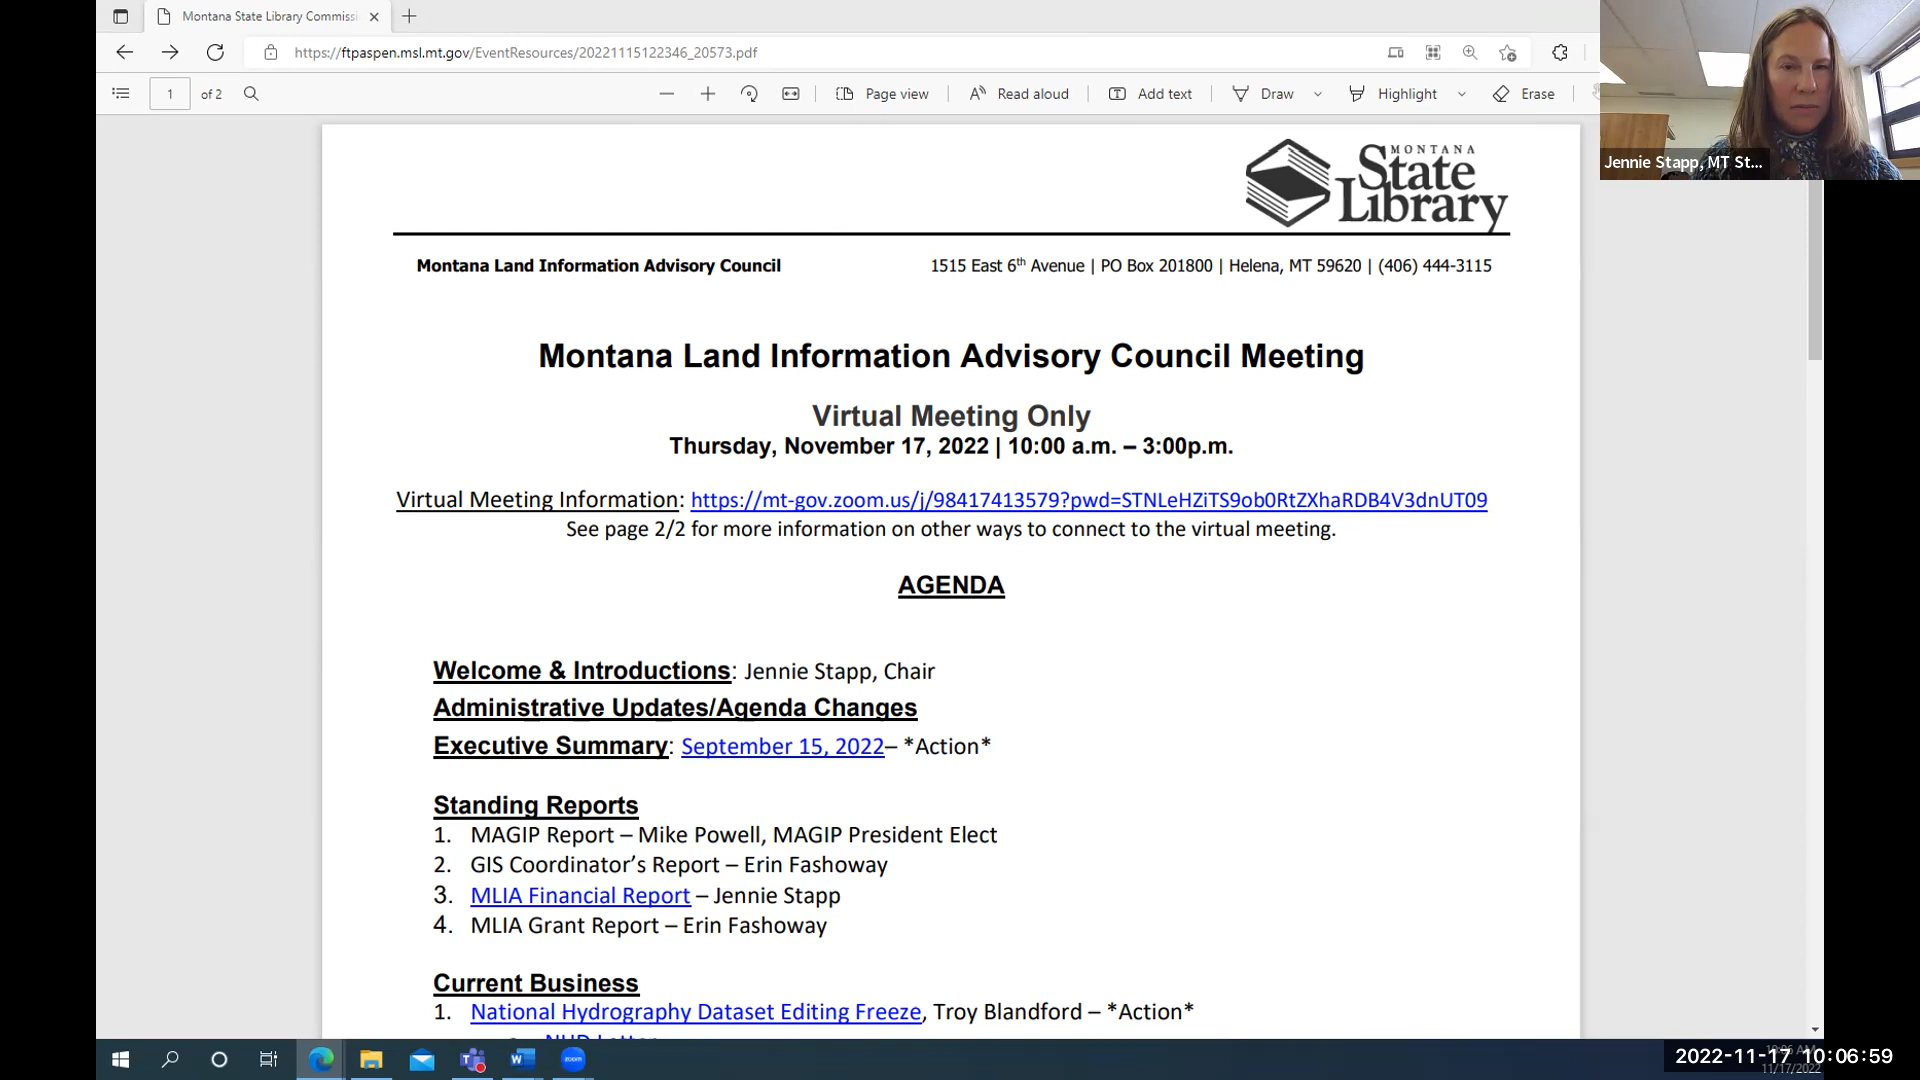 Montana State Library Commiss
https://ftpaspen.msl.mt.gov/EventResources/20221115122346_20573.pdf
1 of 2
Page view
Read aloud
Add text
Draw
Highlight
Erase
Jennie Stapp, MT St...
MONTANA
State
Library
Montana Land Information Advisory Council
1515 East 6th Avenue | PO Box 201800 | Helena, MT 59620 | (406) 444-3115
Montana Land Information Advisory Council Meeting
Virtual Meeting Only
Thursday, November 17, 2022 | 10:00 a.m. – 3:00p.m.
Virtual Meeting Information: https://mt-gov.zoom.us/j/98417413579?pwd=STNLeHZiTS9ob0RtZXhaRDB4V3dnUT09
See page 2/2 for more information on other ways to connect to the virtual meeting.
AGENDA
Welcome & Introductions: Jennie Stapp, Chair
Administrative Updates/Agenda Changes
Executive Summary: September 15, 2022– *Action*
Standing Reports
1. MAGIP Report – Mike Powell, MAGIP President Elect
2. GIS Coordinator’s Report – Erin Fashoway
3. MLIA Financial Report – Jennie Stapp
4. MLIA Grant Report – Erin Fashoway
Current Business
1. National Hydrography Dataset Editing Freeze, Troy Blandford – *Action*
zoom
2022-11-17 10:06:59
11/17/2022